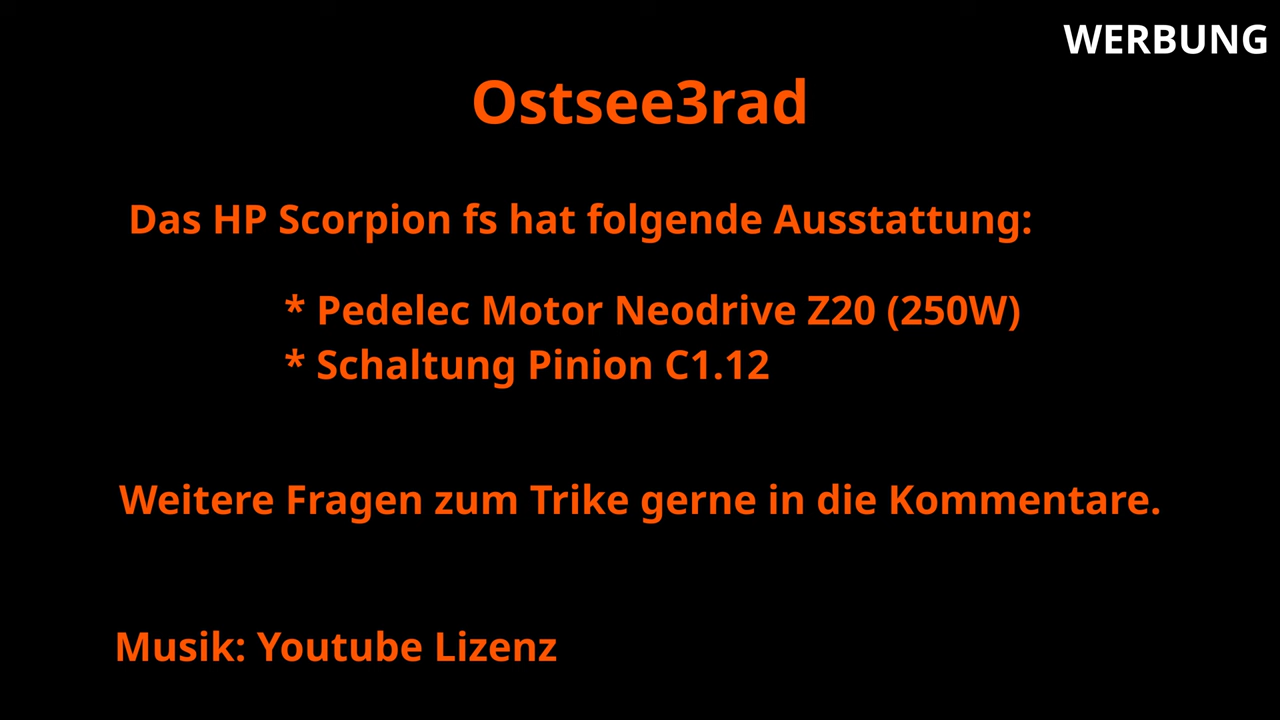 WERBUNG
Ostsee3rad
Das HP Scorpion fs hat folgende Ausstattung:
* Pedelec Motor Neodrive Z20 (250W)
* Schaltung Pinion C1.12
Weitere Fragen zum Trike gerne in die Kommentare.
Musik: Youtube Lizenz